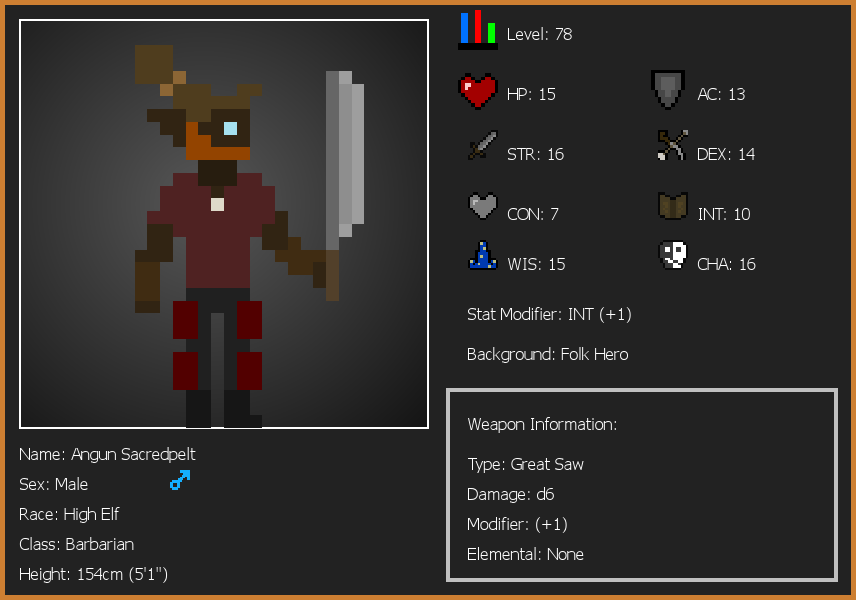 Level: 78
HP: 15
AC: 13
STR: 16
DEX: 14
CON: 7
INT: 10
WIS: 15
CHA: 16
Stat Modifier: INT (+1)
Background: Folk Hero
Weapon Information:
Type: Great Saw
Damage: d6
Modifier: (+1)
Elemental: None
Name: Angun Sacredpelt
Sex: Male
Race: High Elf
Class: Barbarian
Height: 154cm (5'1")